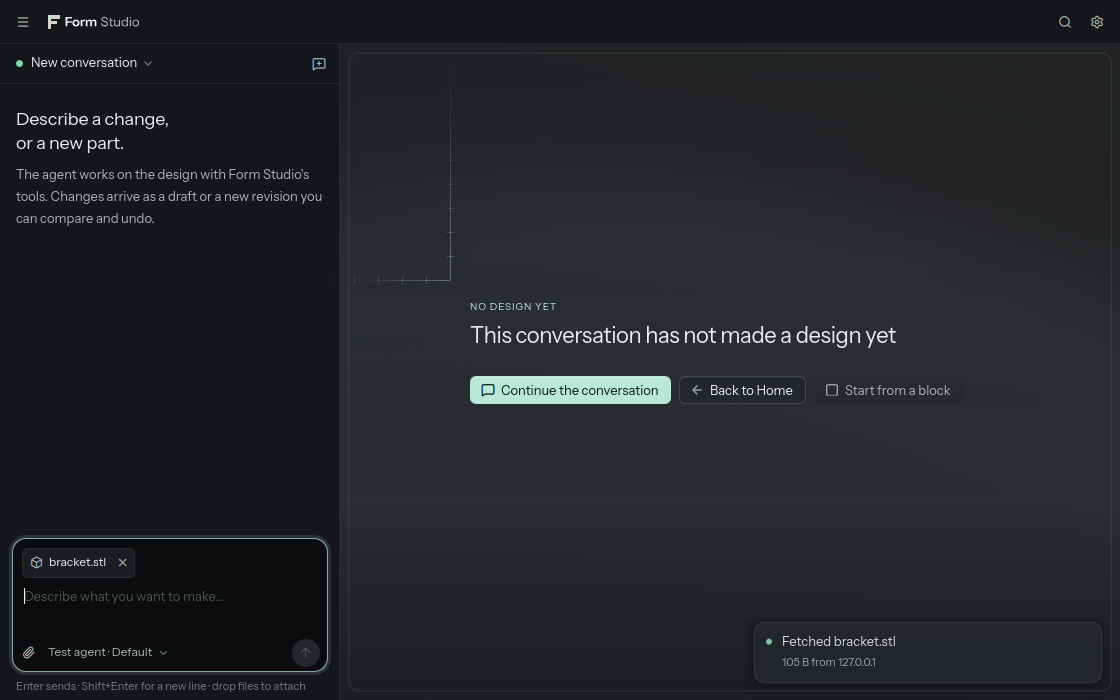 Form Studio
New conversation
Describe a change,
or a new part.
The agent works on the design with Form Studio's
tools. Changes arrive as a draft or a new revision you
can compare and undo.
NO DESIGN YET
This conversation has not made a design yet
Continue the conversation
Back to Home
Start from a block
bracket.stl
Describe what you want to make...
Test agent · Default
Enter sends · Shift+Enter for a new line · drop files to attach
Fetched bracket.stl
105 B from 127.0.0.1